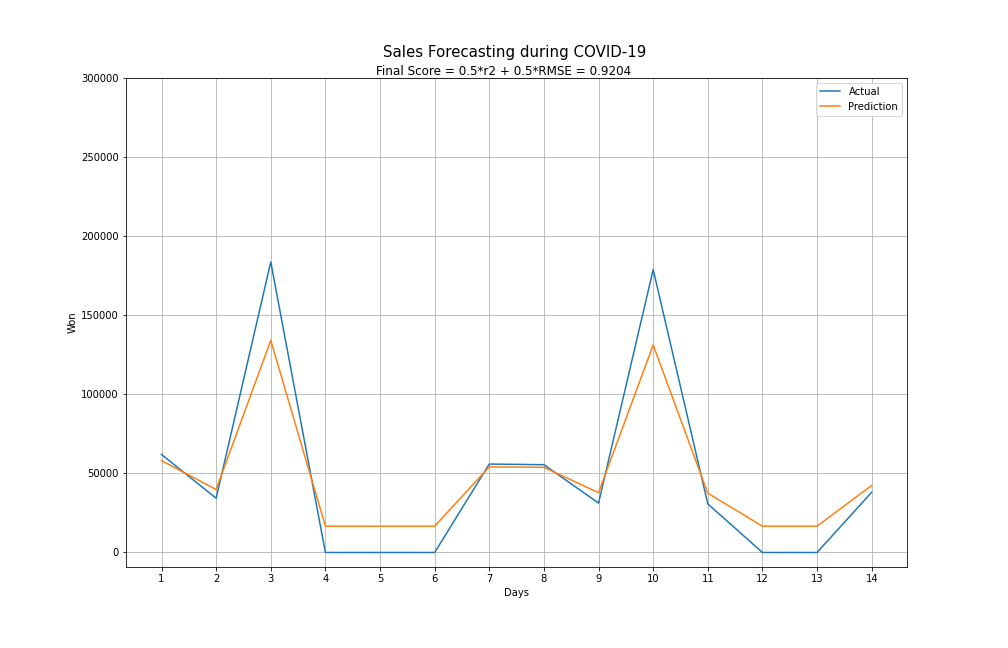 Sales Forecasting during COVID-19
Final Score = 0.5*r2 + 0.5*RMSE = 0.9204
Actual
Prediction
300000
250000
200000
150000
100000
50000
0
Won
1 2 3 4 5 6 7 8 9 10 11 12 13 14
Days